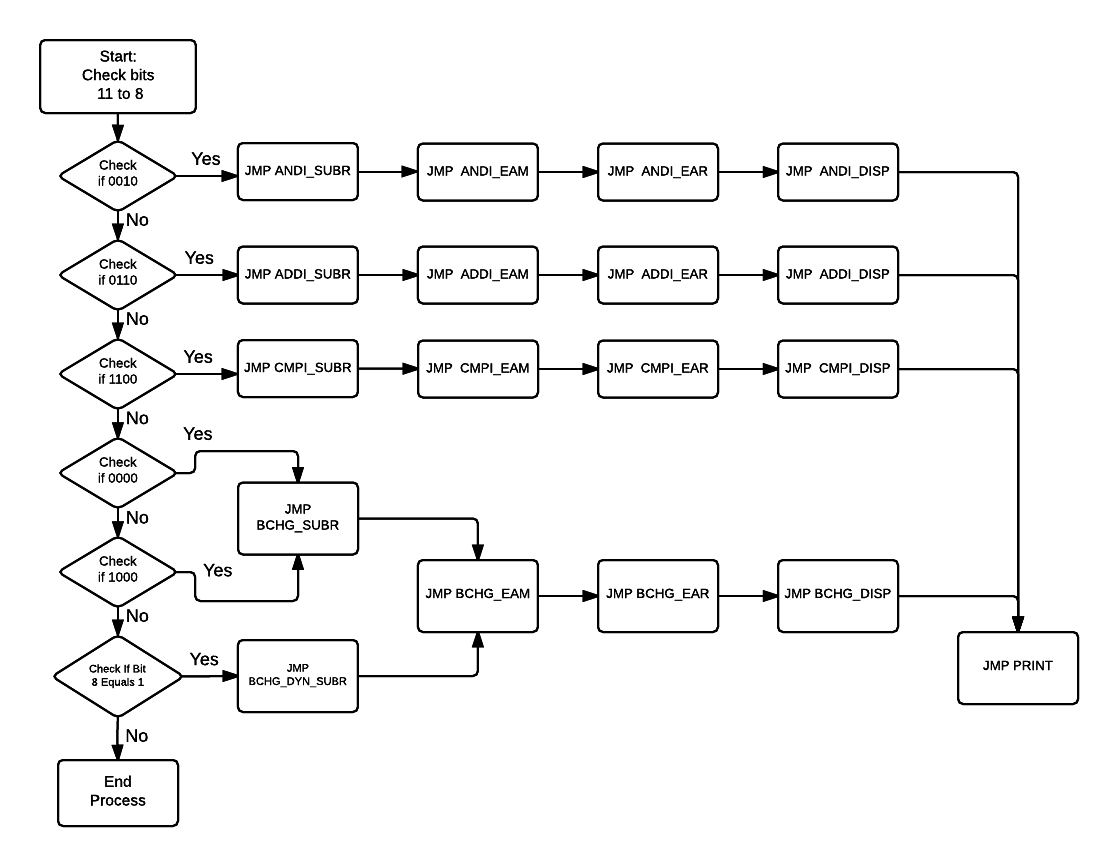 Start:
Check bits
11 to 8
Check
if 0010
Yes
JMP ANDI_SUBR
JMP ANDI_EAM
JMP ANDI_EAR
JMP ANDI_DISP
No
Check
if 0110
Yes
JMP ADDI_SUBR
JMP ADDI_EAM
JMP ADDI_EAR
JMP ADDI_DISP
No
Check
if 1100
Yes
JMP CMPI_SUBR
JMP CMPI_EAM
JMP CMPI_EAR
JMP CMPI_DISP
No
Check
if 0000
Yes
JMP
BCHG_SUBR
No
Check
if 1000
Yes
JMP BCHG_EAM
JMP BCHG_EAR
JMP BCHG_DISP
No
Check If Bit
8 Equals 1
Yes
JMP
BCHG_DYN_SUBR
JMP PRINT
No
End
Process